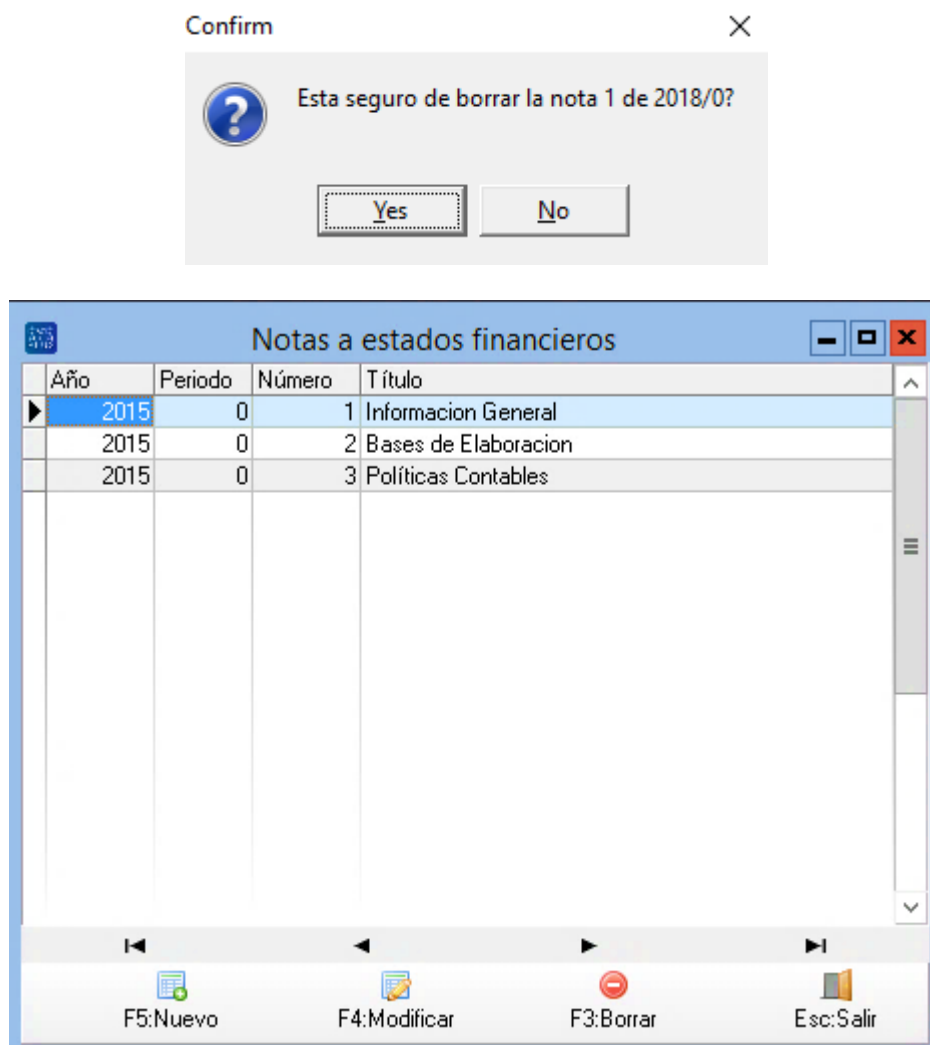 Confirm
Esta seguro de borrar la nota 1 de 2018/0?
Yes No
Notas a estados financieros
Año Periodo Número Título
2015 0 1 Informacion General
2015 0 2 Bases de Elaboracion
2015 0 3 Políticas Contables
F5:Nuevo F4:Modificar F3:Borrar Esc:Salir